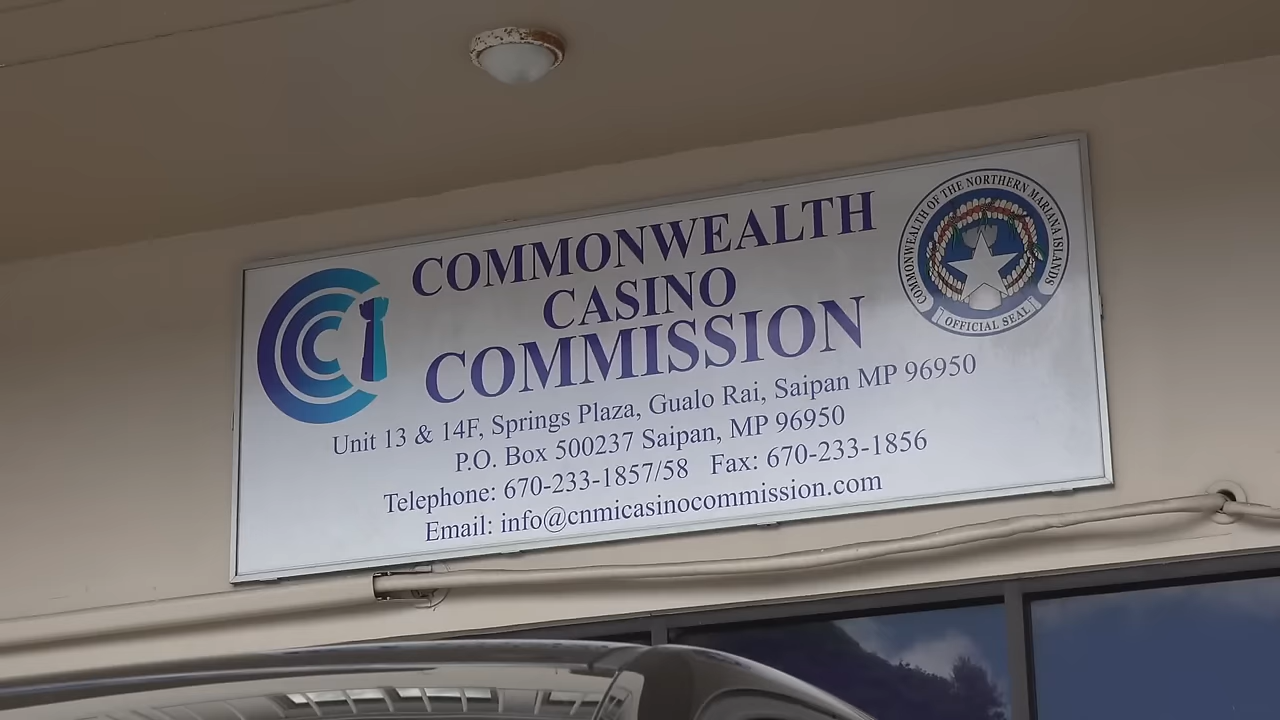 COMMONWEALTH
CASINO
COMMISSION
Unit 13 & 14F, Springs Plaza, Gualo Rai, Saipan MP 96950
P.O. Box 500237 Saipan, MP 96950
Telephone: 670-233-1857/58 Fax: 670-233-1856
Email: info@cnmicasinocommission.com
CCC
COMMONWEALTH OF THE NORTHERN MARIANA ISLANDS
OFFICIAL SEAL